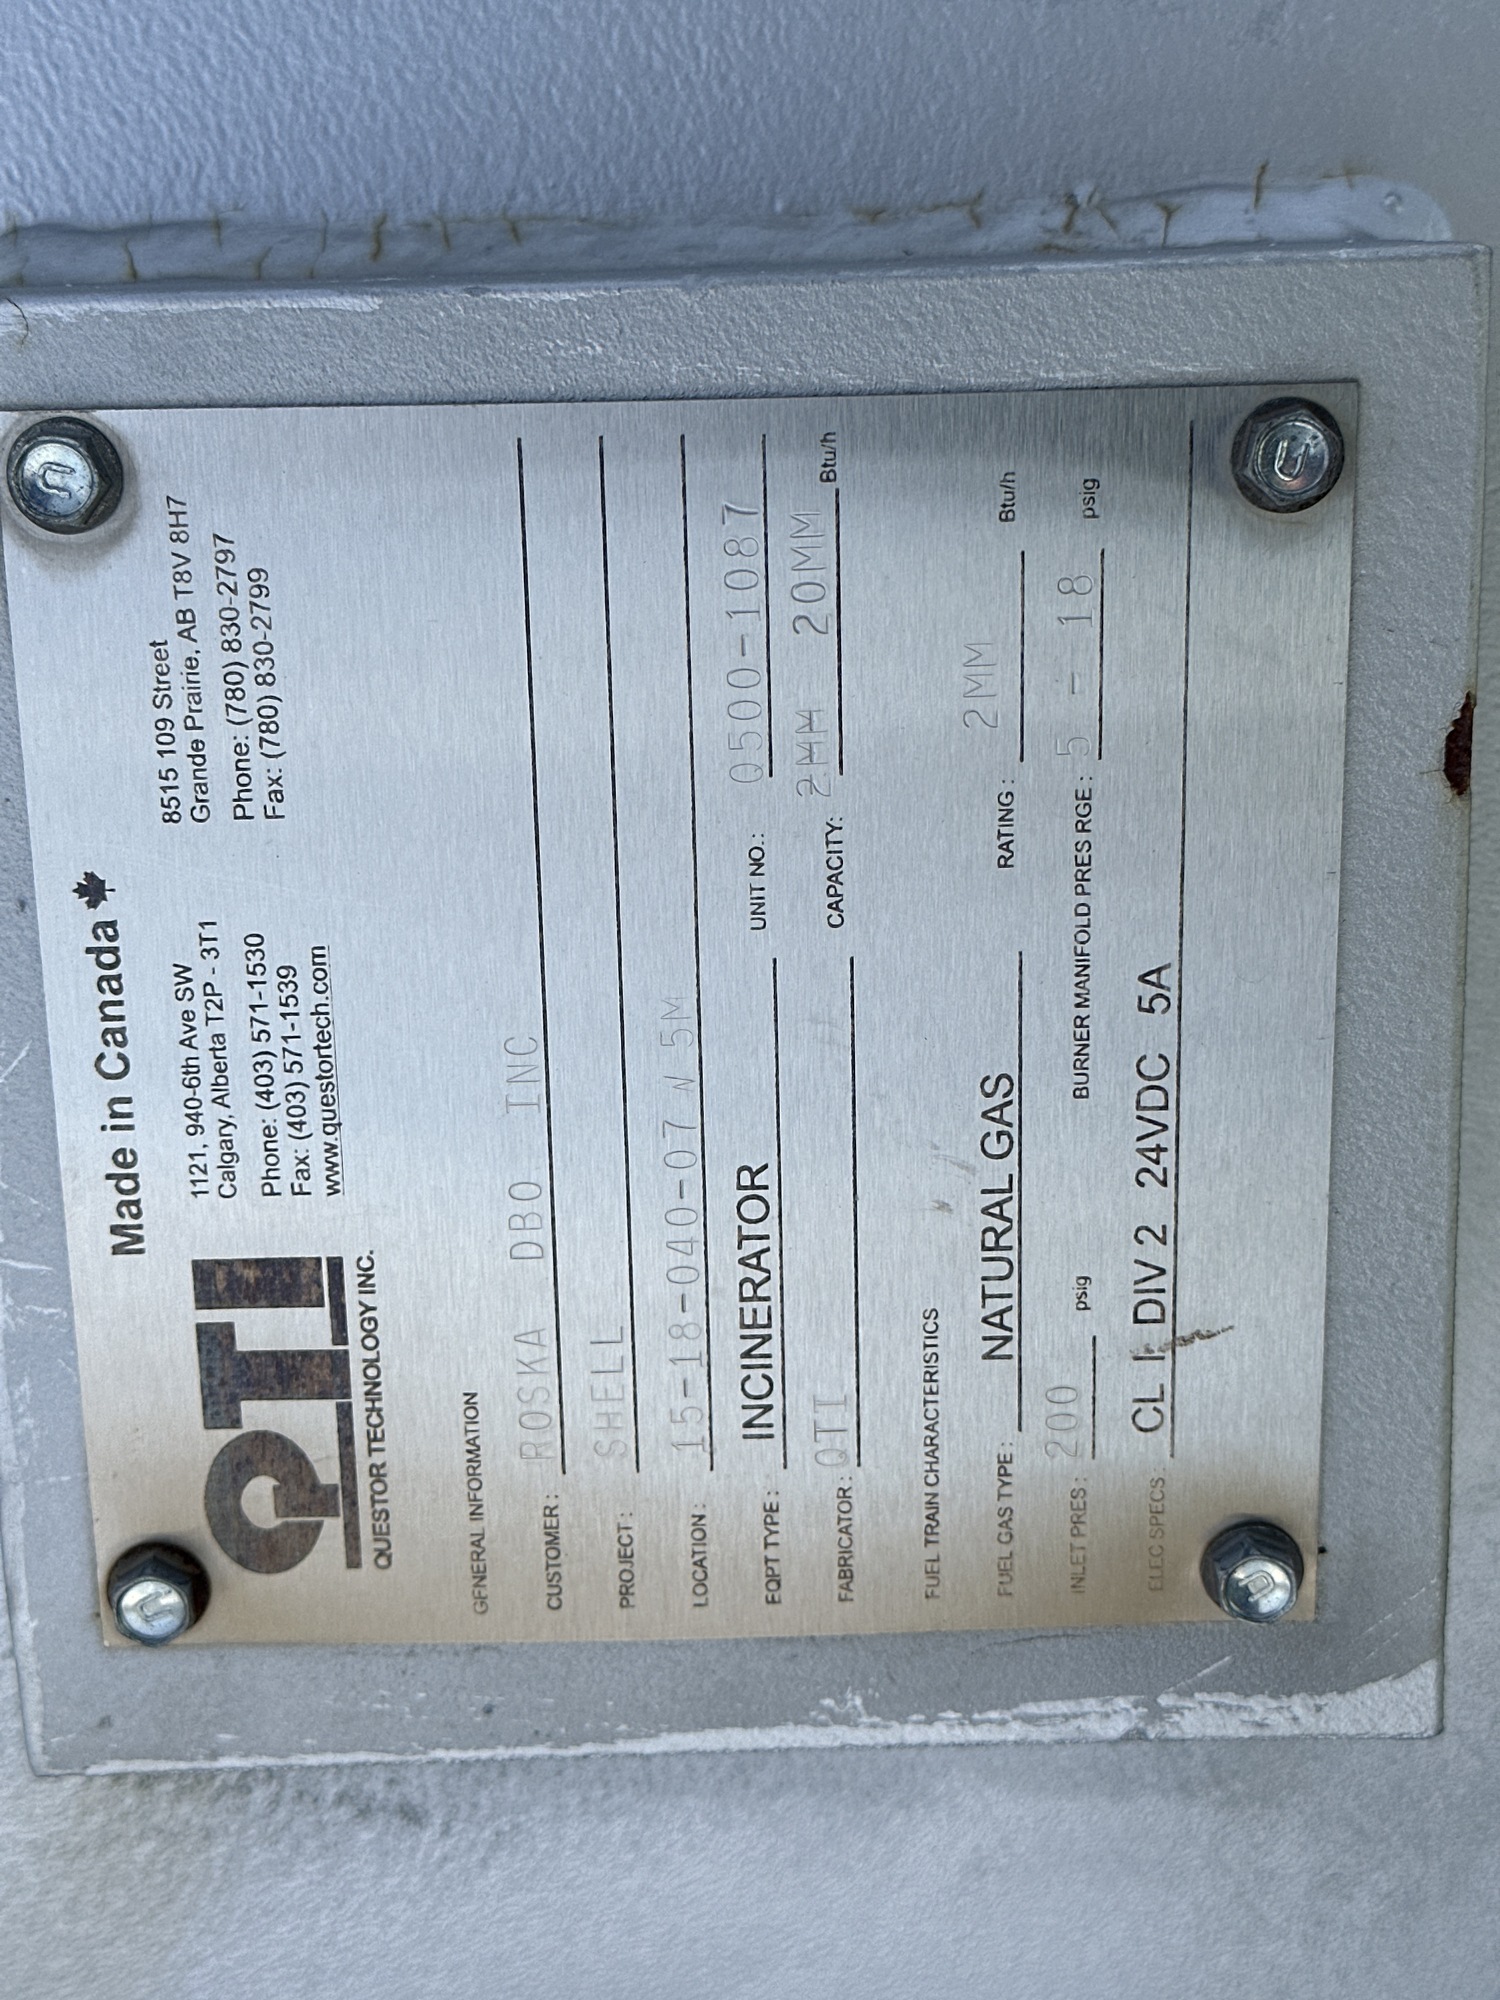 Made in Canada
QTI
QUESTOR TECHNOLOGY INC.
1121, 940-6th Ave SW
Calgary, Alberta T2P - 3T1
Phone: (403) 571-1530
Fax: (403) 571-1539
www.questortech.com
8515 109 Street
Grande Prairie, AB T8V 8H7
Phone: (780) 830-2797
Fax: (780) 830-2799
GENERAL INFORMATION
CUSTOMER: ROSKA DBO INC
PROJECT: SHELL
LOCATION: 15-18-040-07 W 5M
EQPT TYPE: INCINERATOR UNIT NO.: Q500-1087
FABRICATOR: QTI CAPACITY: 2MM 20MM Btu/h
FUEL TRAIN CHARACTERISTICS
FUEL GAS TYPE: NATURAL GAS RATING: 2MM Btu/h
INLET PRES: 200 psig BURNER MANIFOLD PRES RGE: 5 - 18 psig
ELEC SPECS: CL I DIV 2 24VDC 5A